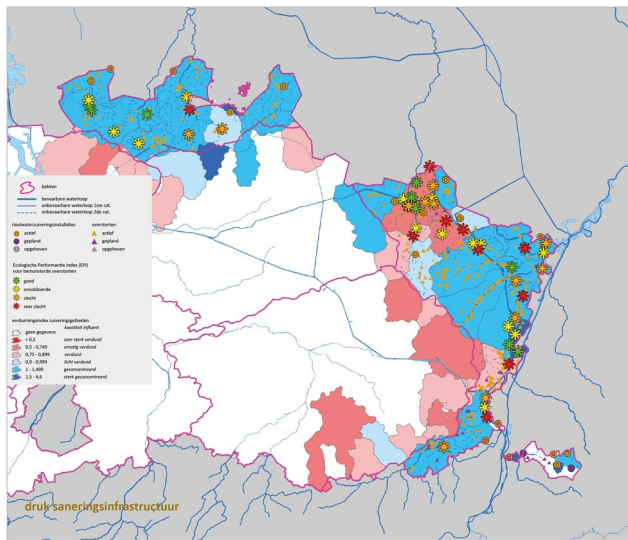 bekken
bevaarbare waterloop
onbevaarbare waterloop 1ste cat.
onbevaarbare waterloop 2de cat.
rioolwaterzuiveringsinstallaties overstorten
actief actief
gepland gepland
opgeheven opgeheven
Ecologische Performantie Index (EPI)
voor bemonsterde overstorten
goed
onvoldoende
slecht
zeer slecht
verdunningsindex zuiveringsgebieden
kwaliteit influent
geen gegevens
< 0,5 zeer sterk verdund
0,5 - 0,749 ernstig verdund
0,75 - 0,899 verdund
0,9 - 0,999 licht verdund
1 - 1,499 geconcentreerd
1,5 - 4,6 sterk geconcentreerd
druk saneringsinfrastructuur